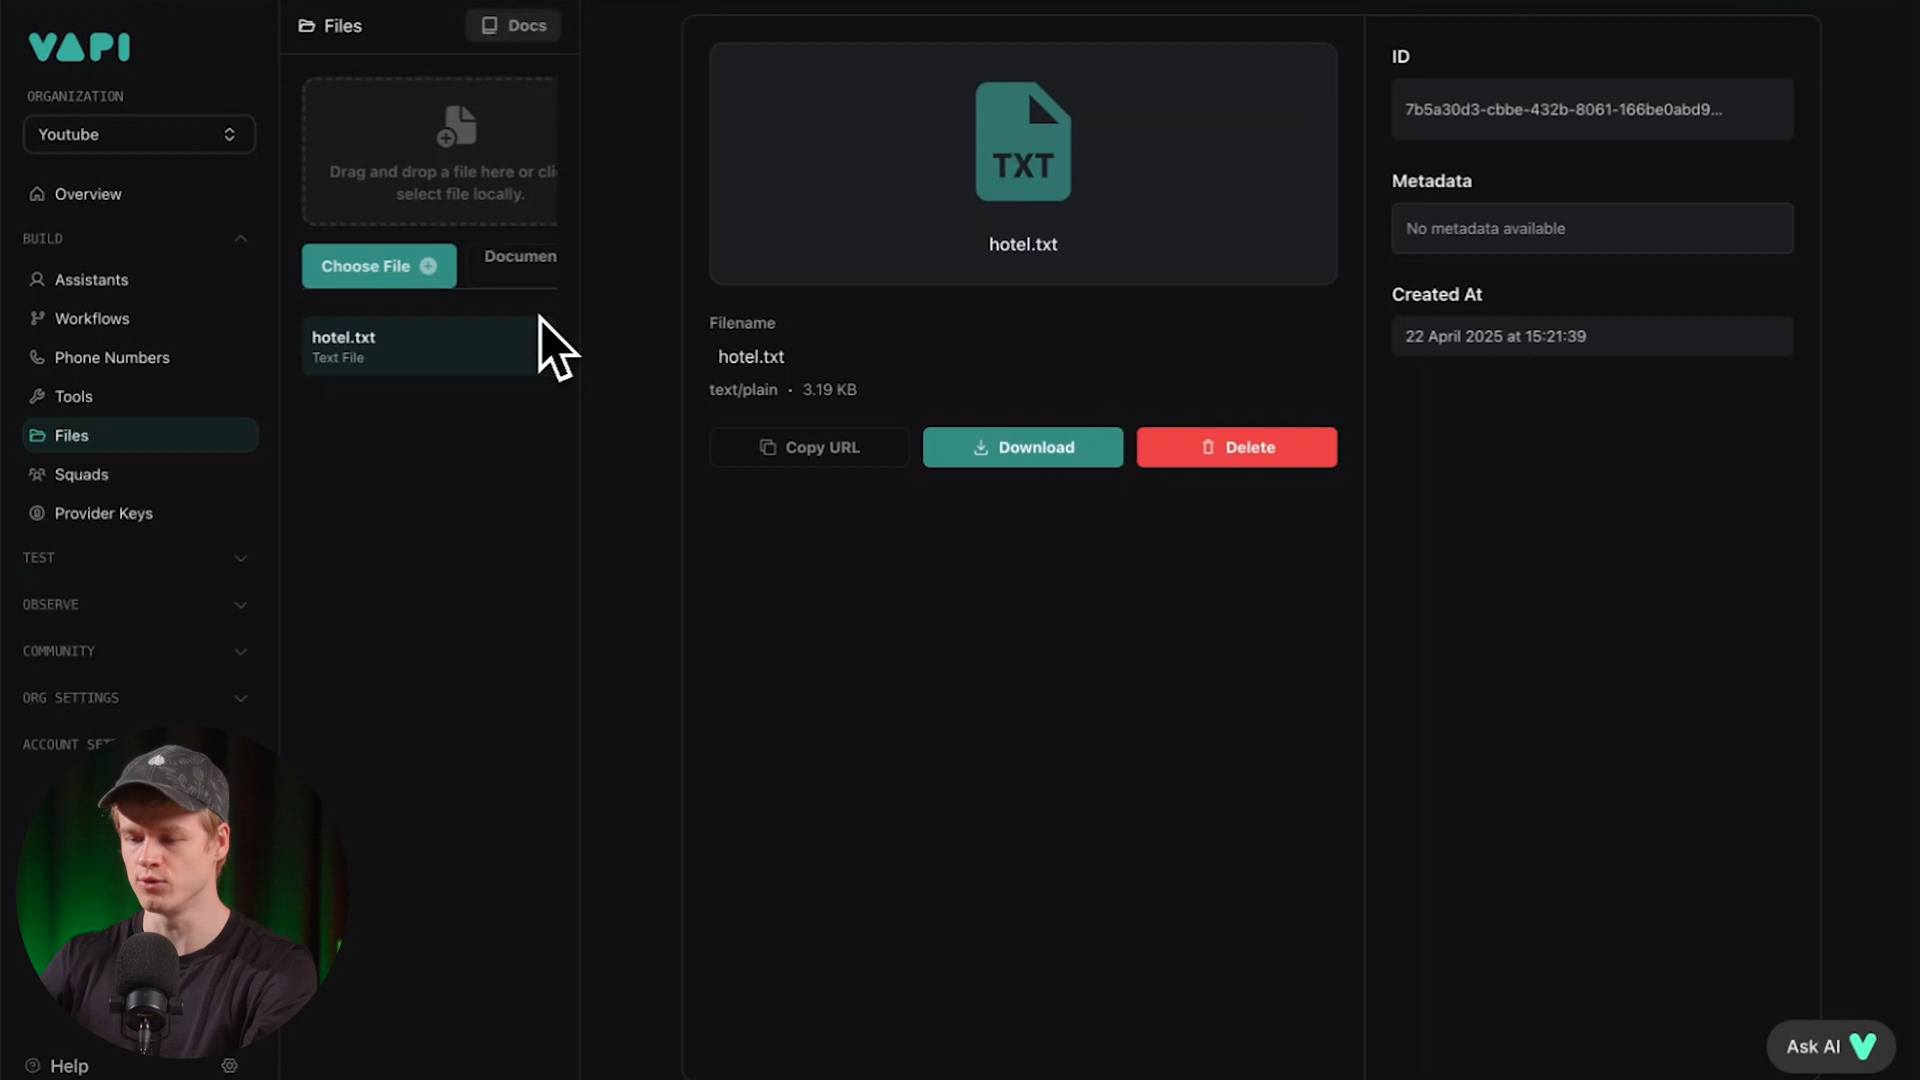 VAPI
ORGANIZATION
Youtube
Overview
BUILD
Assistants
Workflows
Phone Numbers
Tools
Files
Squads
Provider Keys
TEST
OBSERVE
COMMUNITY
ORG SETTINGS
ACCOUNT
Help
Files
Docs
Drag and drop a file here or
select file locally.
Choose File
hotel.txt
Text File
TXT
hotel.txt
Filename
hotel.txt
text/plain · 3.19 KB
Copy URL
Download
Delete
ID
7b5a30d3-cbbe-432b-8061-166be0abd9...
Metadata
No metadata available
Created At
22 April 2025 at 15:21:39
Ask AI